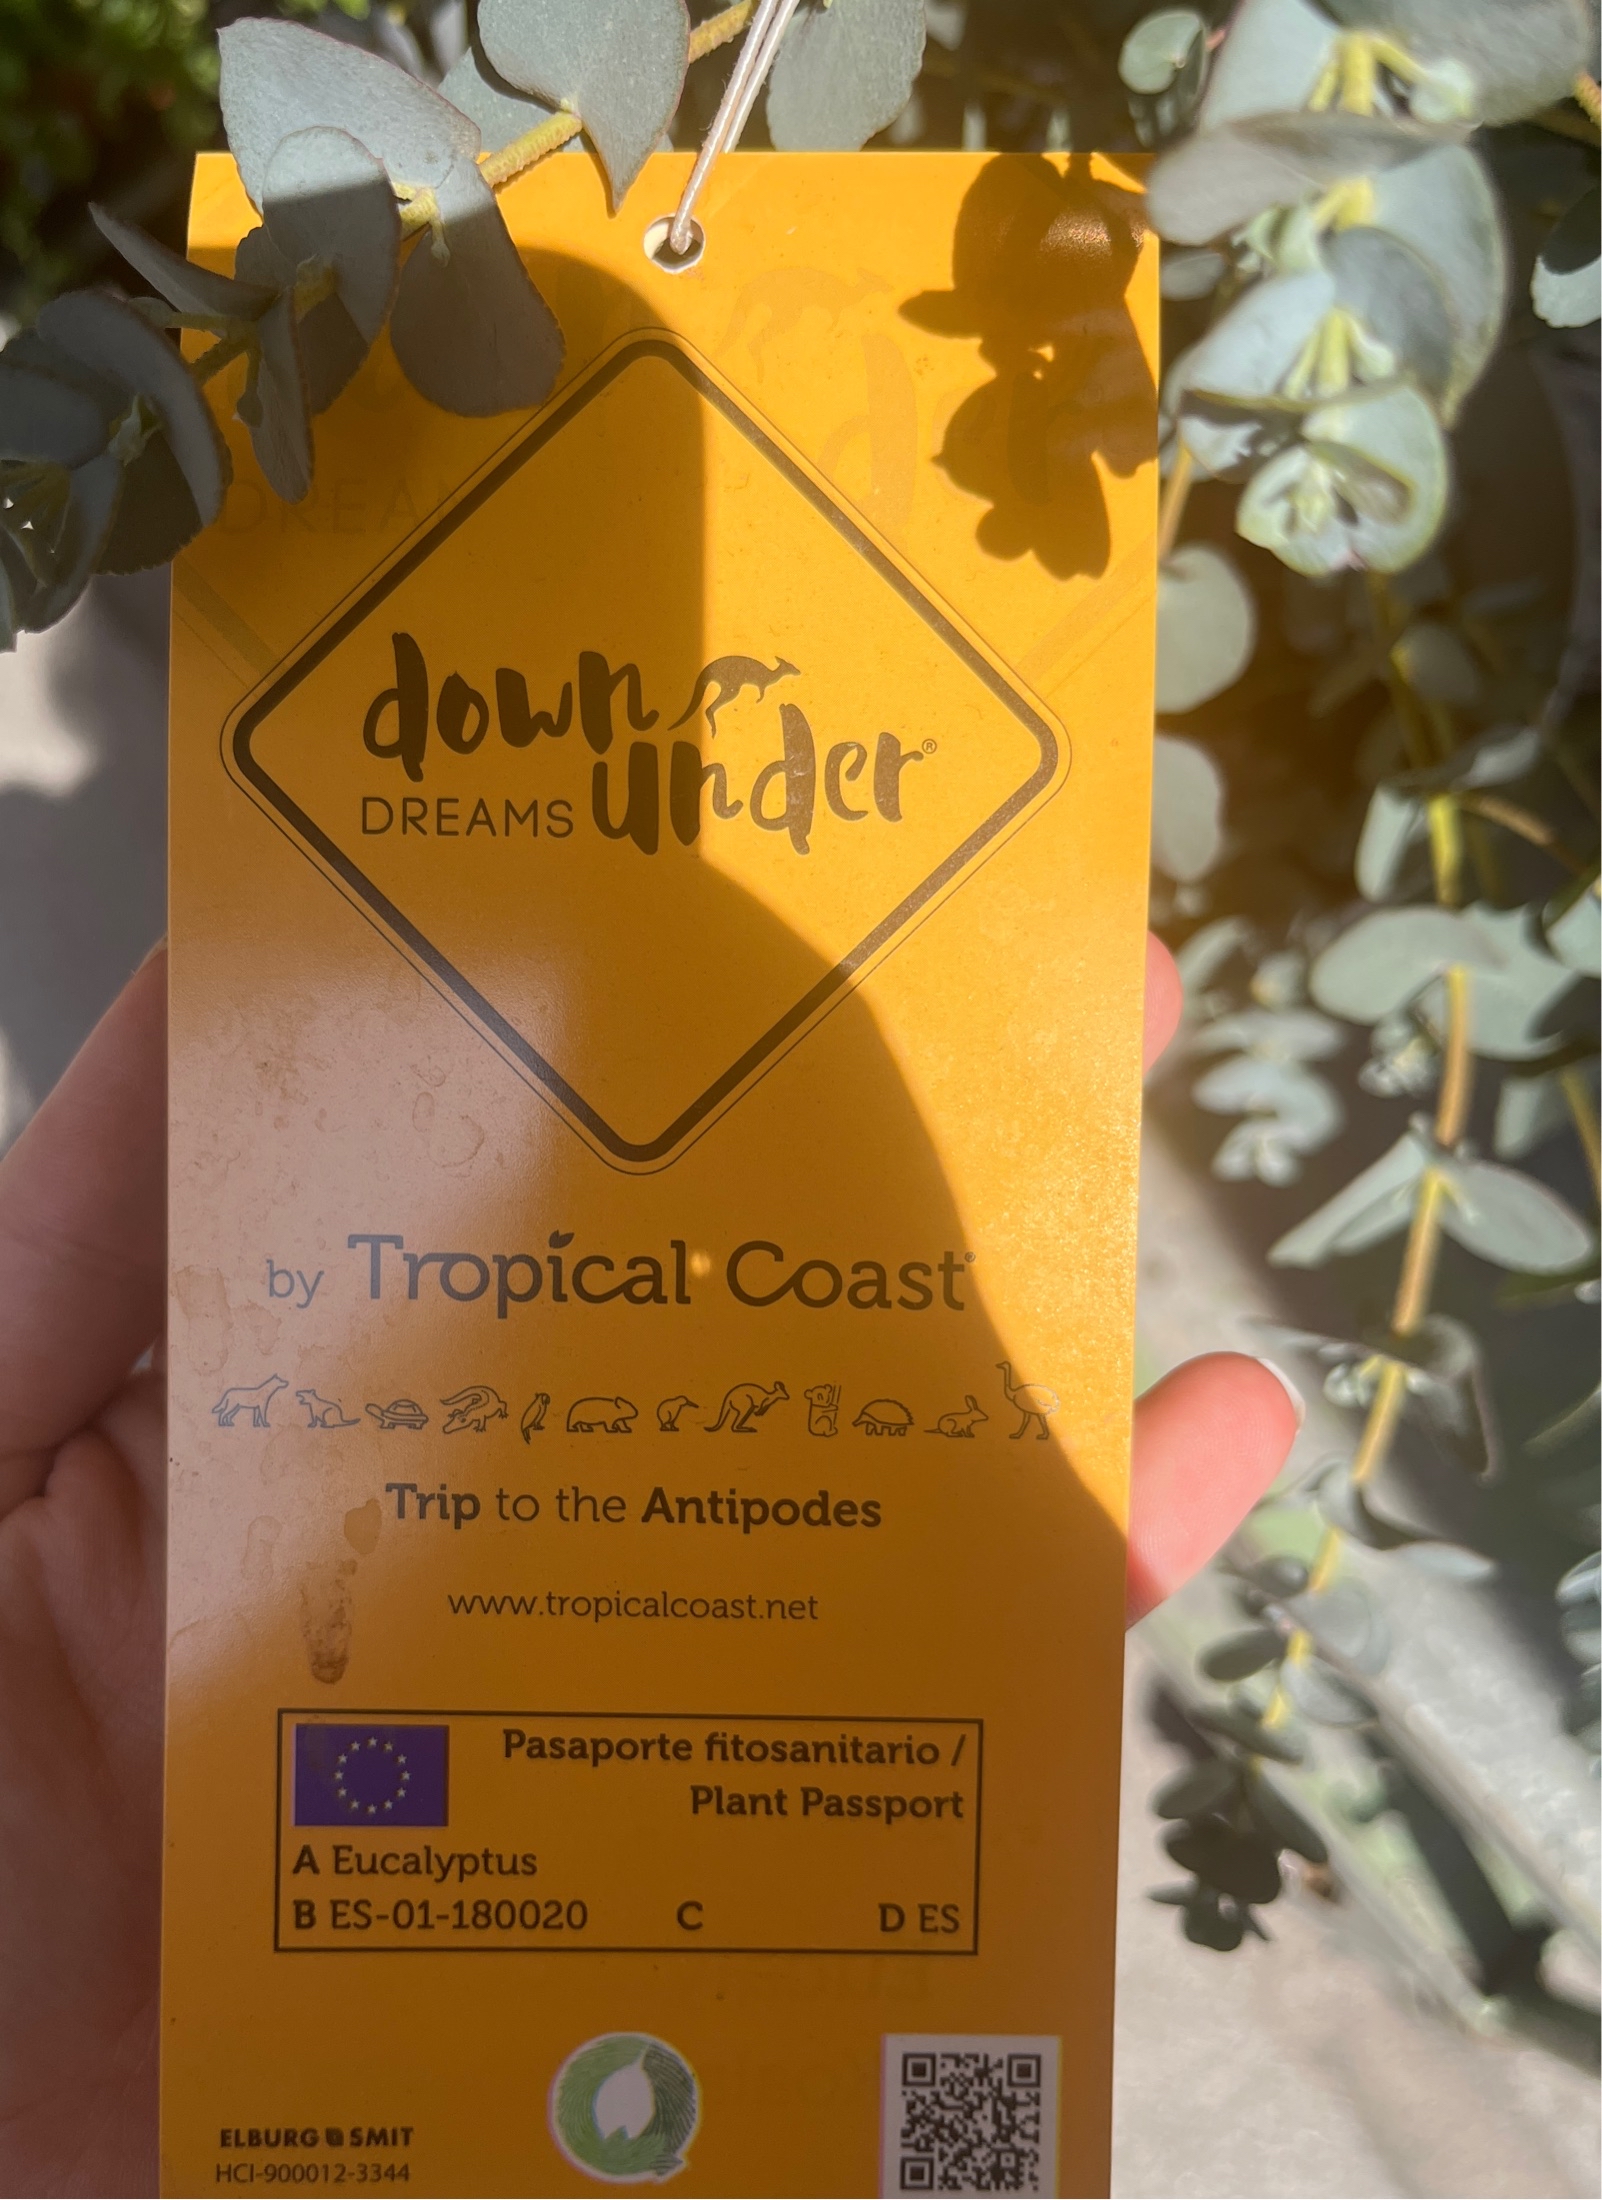 down
DREAMS under®
by Tropical Coast®
Trip to the Antipodes
www.tropicalcoast.net
Pasaporte fitosanitario /
Plant Passport
A Eucalyptus
B ES-01-180020 C D ES
ELBURG SMIT
HCI-900012-3344